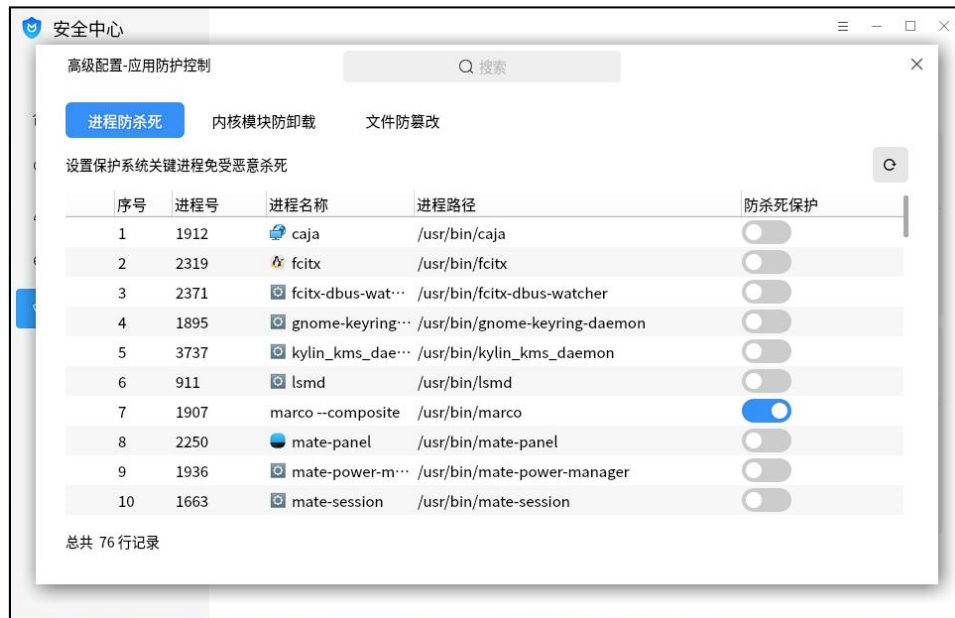 安全中心
高级配置-应用防护控制
搜索
进程防杀死 内核模块防卸载 文件防篡改
设置保护系统关键进程免受恶意杀死
序号 进程号 进程名称 进程路径 防杀死保护
1 1912 caja /usr/bin/caja
2 2319 fcitx /usr/bin/fcitx
3 2371 fcitx-dbus-wat··· /usr/bin/fcitx-dbus-watcher
4 1895 gnome-keyring··· /usr/bin/gnome-keyring-daemon
5 3737 kylin_kms_dae··· /usr/bin/kylin_kms_daemon
6 911 lsmd /usr/bin/lsmd
7 1907 marco --composite /usr/bin/marco
8 2250 mate-panel /usr/bin/mate-panel
9 1936 mate-power-m··· /usr/bin/mate-power-manager
10 1663 mate-session /usr/bin/mate-session
总共 76 行记录